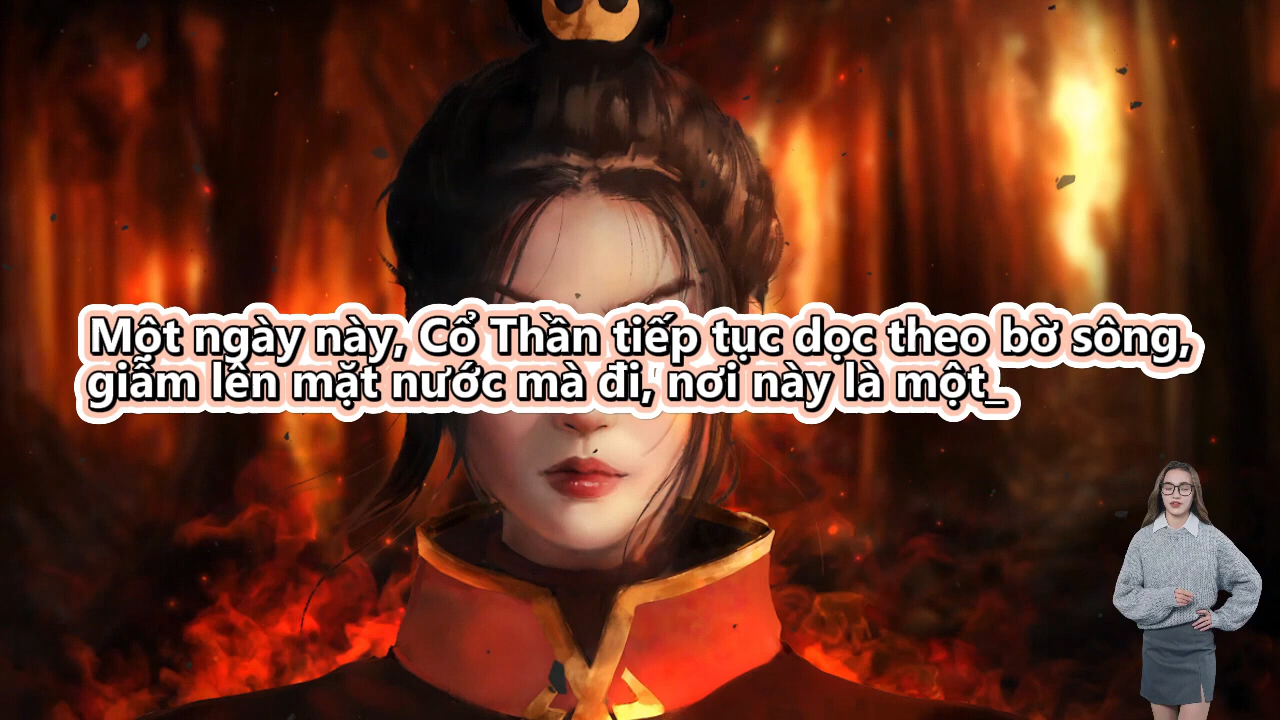 Một ngày này, Cổ Thần tiếp tục dọc theo bờ sông,
giẫm lên mặt nước mà đi, nơi này là một_